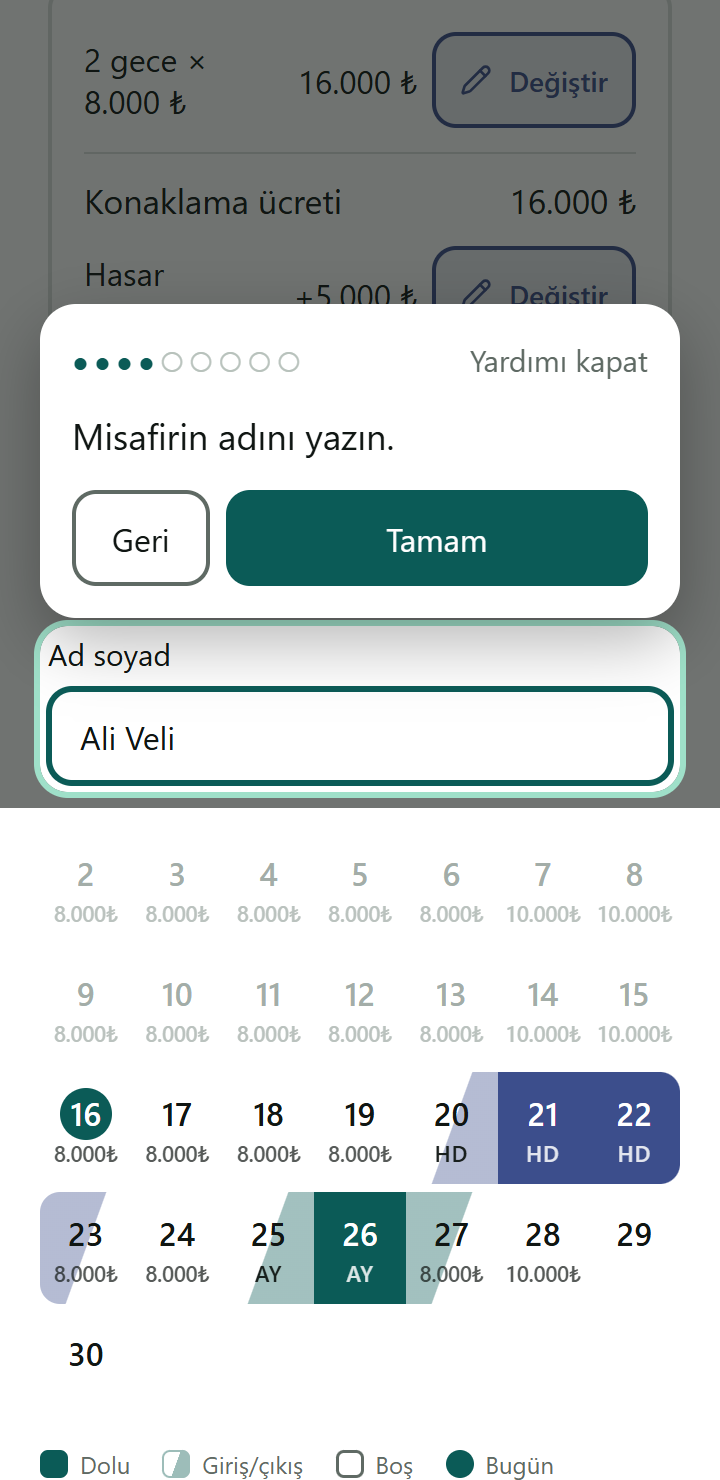 2 gece ×
8.000 ₺
16.000 ₺
Değiştir
Konaklama ücreti
16.000 ₺
Hasar
+5.000 ₺
Değiştir
Yardımı kapat
Misafirin adını yazın.
Geri
Tamam
Ad soyad
Ali Veli
2 3 4 5 6 7 8
8.000₺ 8.000₺ 8.000₺ 8.000₺ 8.000₺ 10.000₺ 10.000₺
9 10 11 12 13 14 15
8.000₺ 8.000₺ 8.000₺ 8.000₺ 8.000₺ 10.000₺ 10.000₺
16 17 18 19 20 21 22
8.000₺ 8.000₺ 8.000₺ 8.000₺ HD HD HD
23 24 25 26 27 28 29
8.000₺ 8.000₺ AY AY 8.000₺ 10.000₺
30
Dolu Giriş/çıkış Boş Bugün